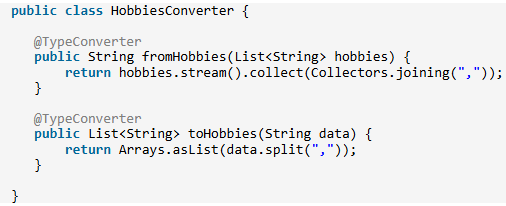 public class HobbiesConverter {
@TypeConverter
public String fromHobbies(List<String> hobbies) {
return hobbies.stream().collect(Collectors.joining(","));
}
@TypeConverter
public List<String> toHobbies(String data) {
return Arrays.asList(data.split(","));
}
}